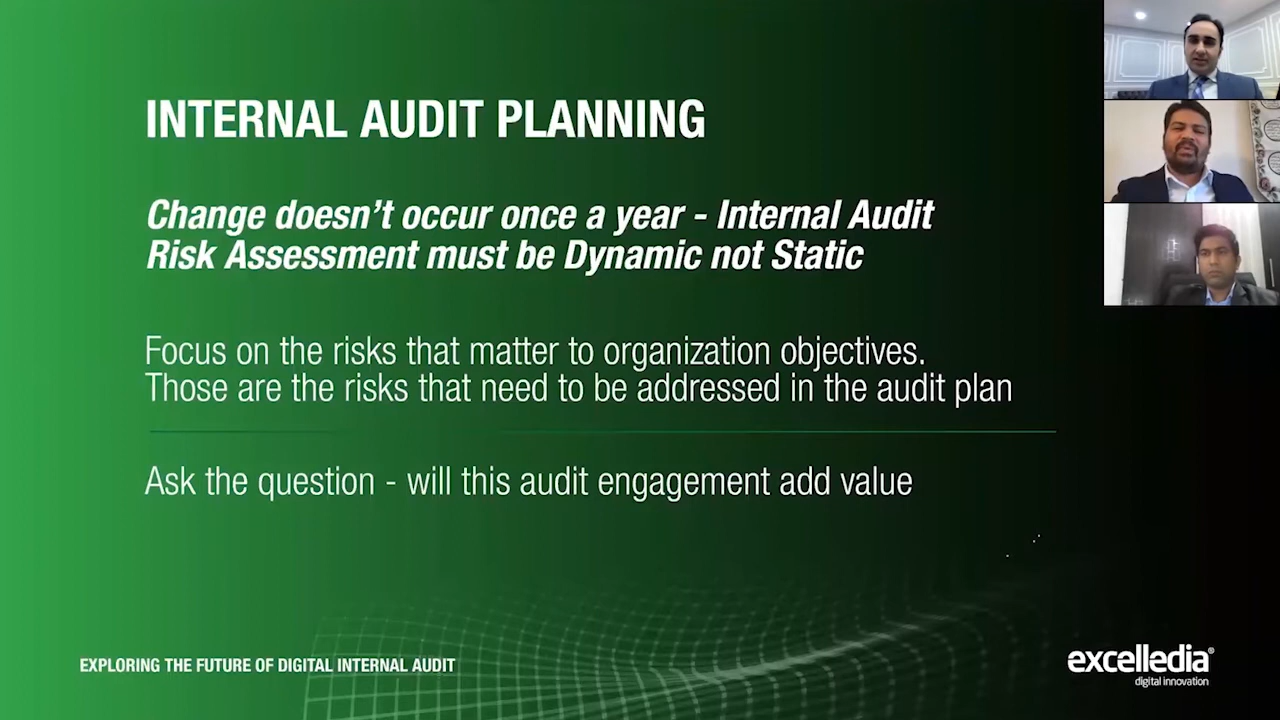 INTERNAL AUDIT PLANNING
Change doesn’t occur once a year - Internal Audit
Risk Assessment must be Dynamic not Static
Focus on the risks that matter to organization objectives.
Those are the risks that need to be addressed in the audit plan
Ask the question - will this audit engagement add value
EXPLORING THE FUTURE OF DIGITAL INTERNAL AUDIT
excelledia®
digital innovation